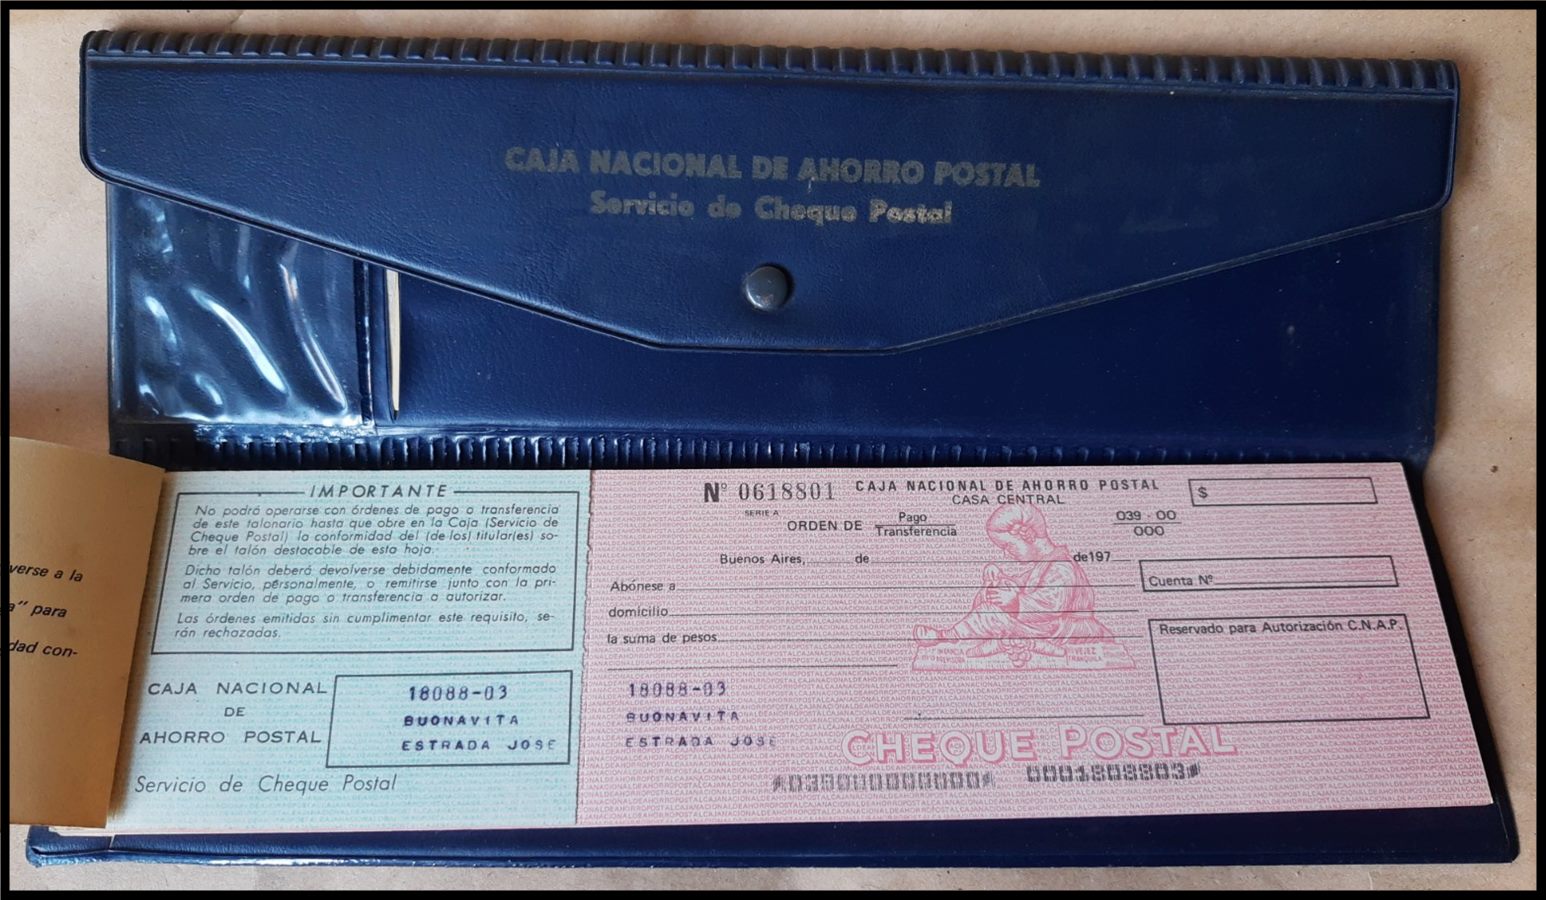 CAJA NACIONAL DE AHORRO POSTAL
Servicio de Cheque Postal
verse a la
a" para
dad con-
IMPORTANTE
No podrá operarse con órdenes de pago o transferencia
de este talonario hasta que obre en la Caja (Servicio de
Cheque Postal) la conformidad del (de los) titular(es) so-
bre el talón destacable de esta hoja.
Dicho talón deberá devolverse debidamente conformado
al Servicio, personalmente, o remitirse junto con la pri-
mera orden de pago o transferencia a autorizar.
Las órdenes emitidas sin cumplimentar este requisito, se-
rán rechazadas.
CAJA NACIONAL
DE
AHORRO POSTAL
18088-03
BUONAVITA
ESTRADA JOSE
Servicio de Cheque Postal
Nº 0618801
SERIE A
CAJA NACIONAL DE AHORRO POSTAL
CASA CENTRAL
$
ORDEN DE Pago
Transferencia
039 - 00
000
Buenos Aires, de de 197
Cuenta Nº
Abónese a
domicilio
la suma de pesos
Reservado para Autorización C.N.A.P.
VEJEZ
TRANQUILA
18088-03
BUONAVITA
ESTRADA JOSE
CHEQUE POSTAL